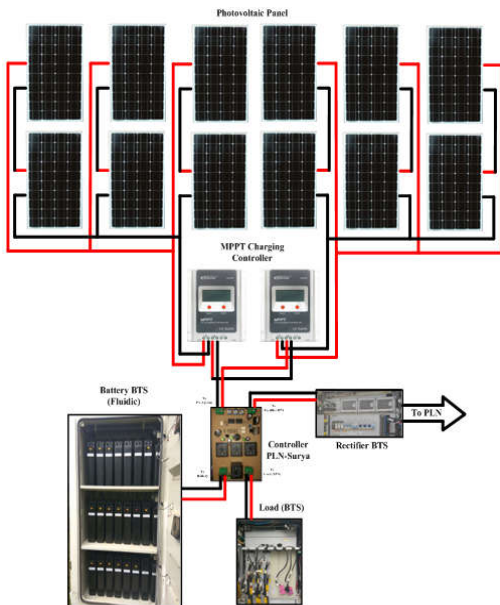 Photovoltaic Panel
MPPT Charging
Controller
Battery BTS
(Fluidic)
Controller
PLN-Surya
Rectifier BTS
To PLN
Load (BTS)